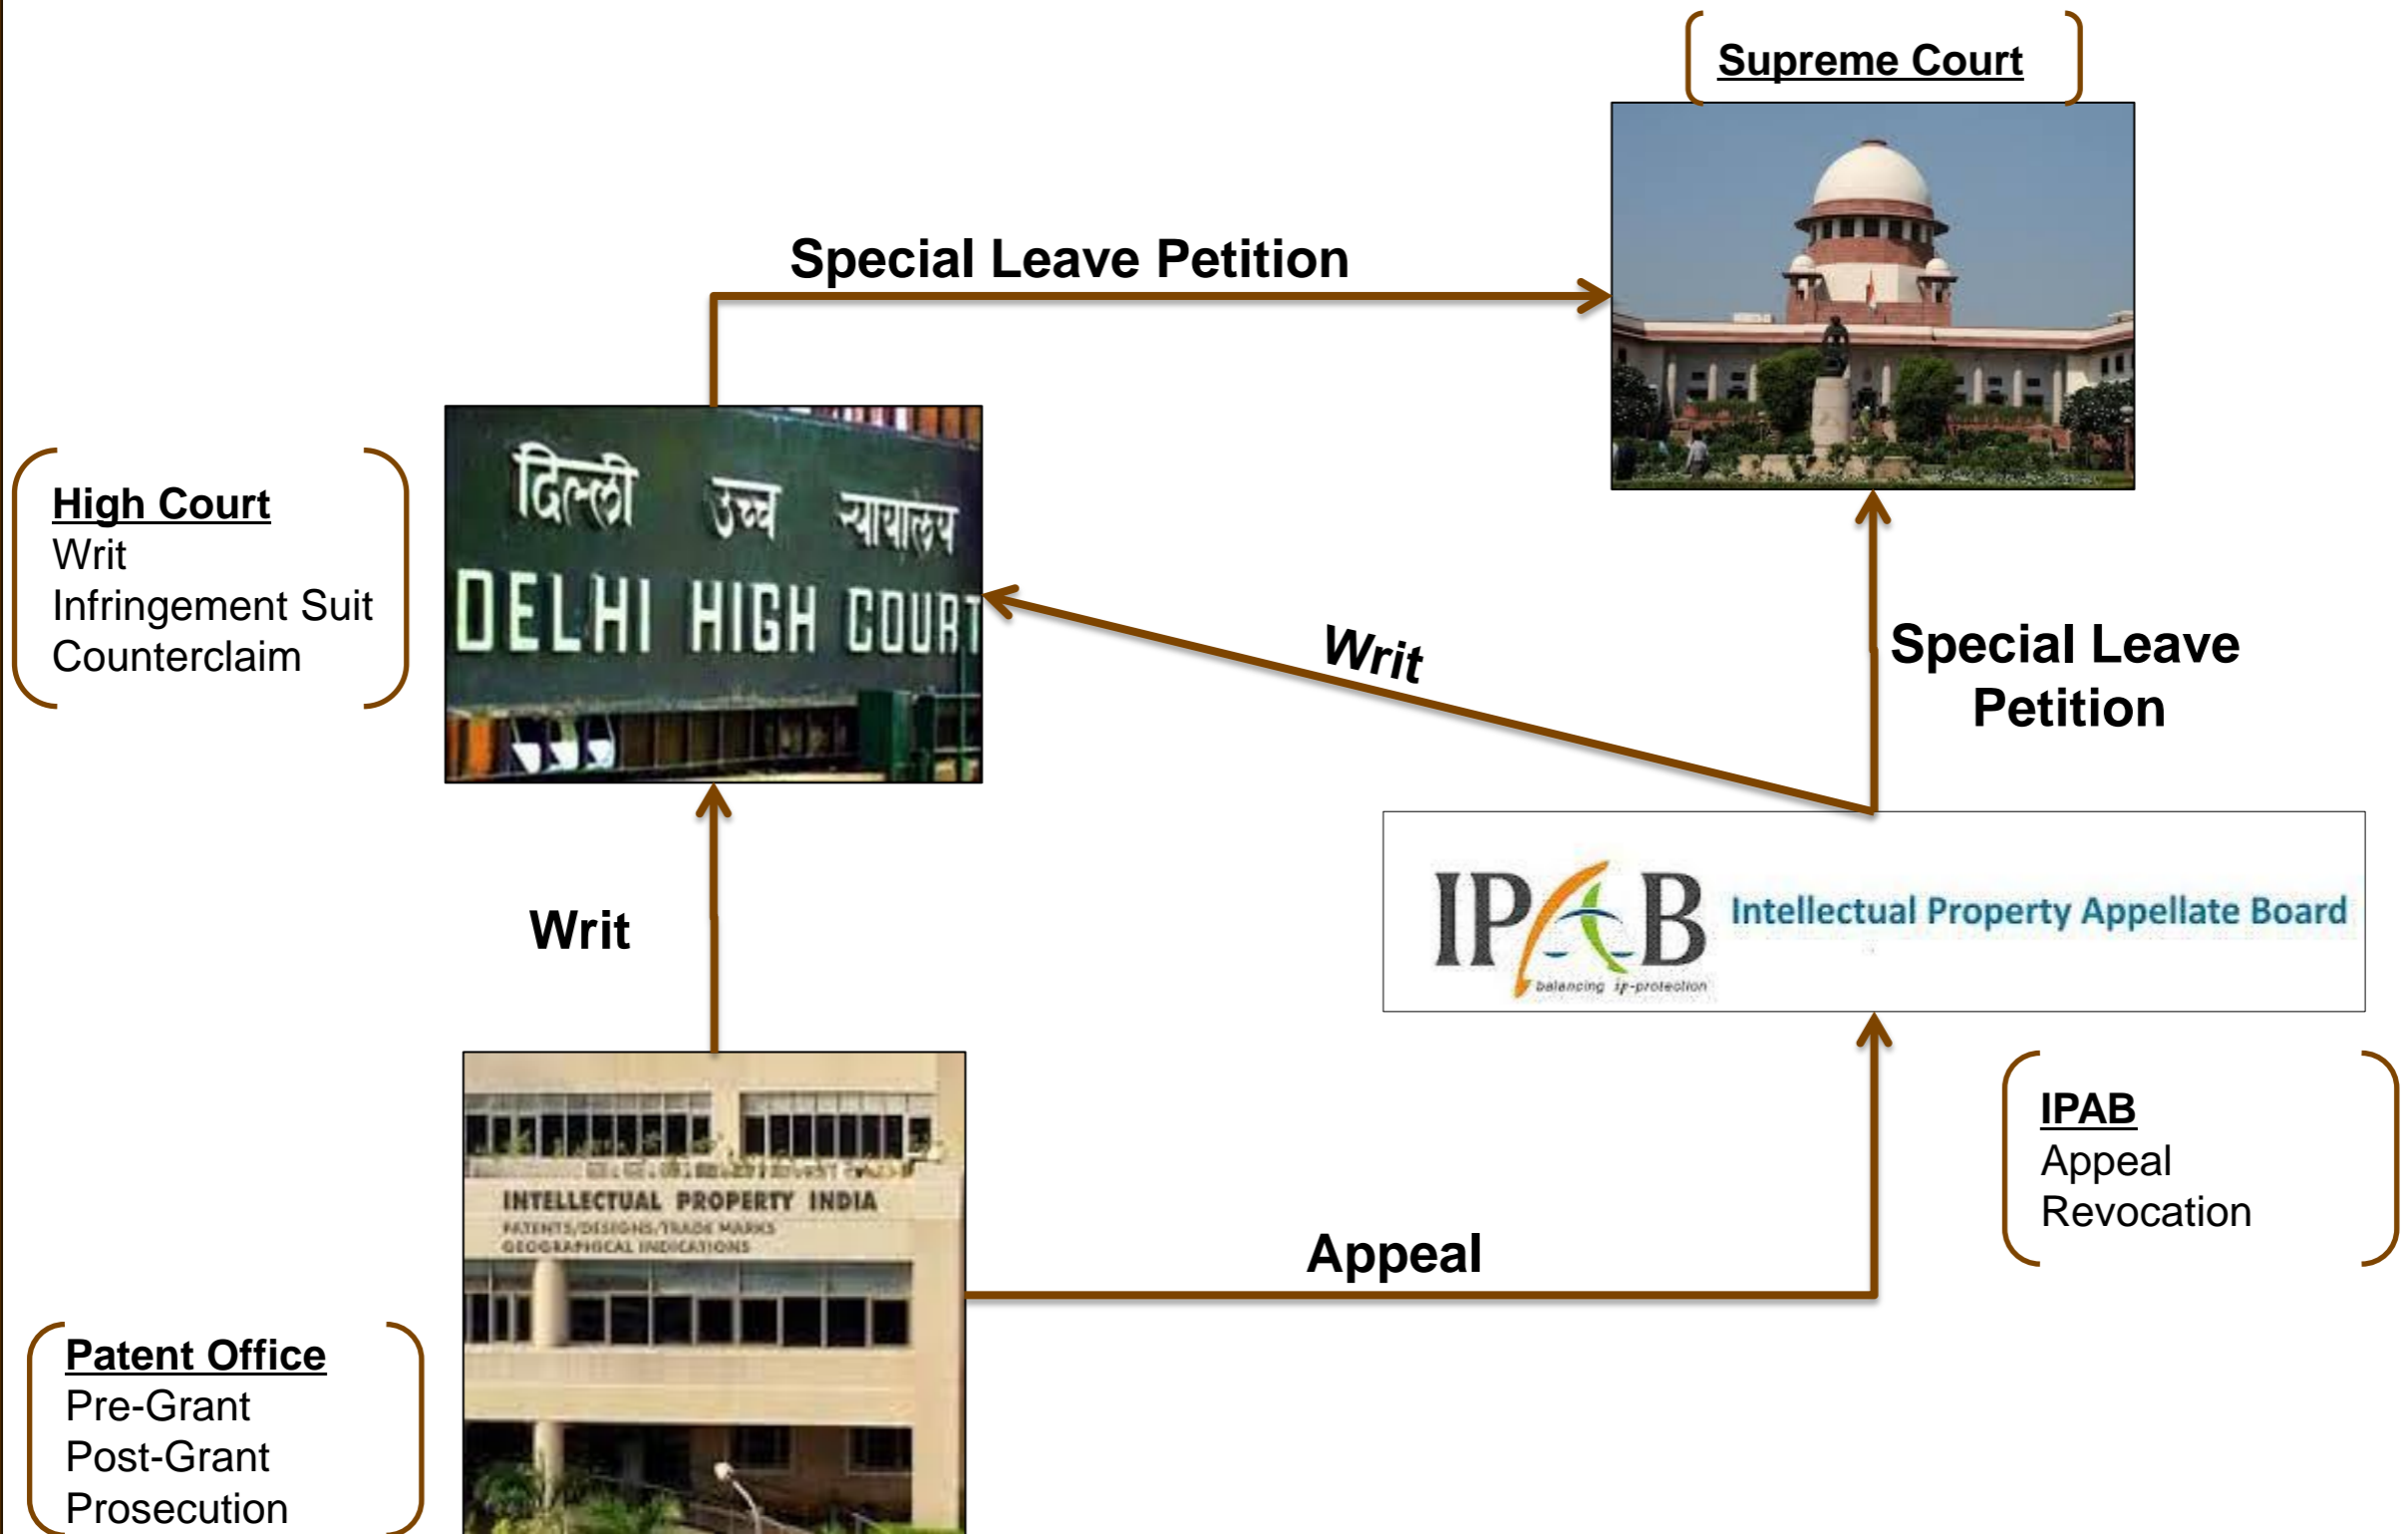 Supreme Court
Special Leave Petition
High Court
Writ
Infringement Suit
Counterclaim
दिल्ली उच्च न्यायालय
DELHI HIGH COURT
Writ
Special Leave
Petition
Writ
IPAB
balancing ip-protection
Intellectual Property Appellate Board
INTELLECTUAL PROPERTY INDIA
PATENTS/DESIGNS/TRADE MARKS
GEOGRAPHICAL INDICATIONS
Appeal
IPAB
Appeal
Revocation
Patent Office
Pre-Grant
Post-Grant
Prosecution